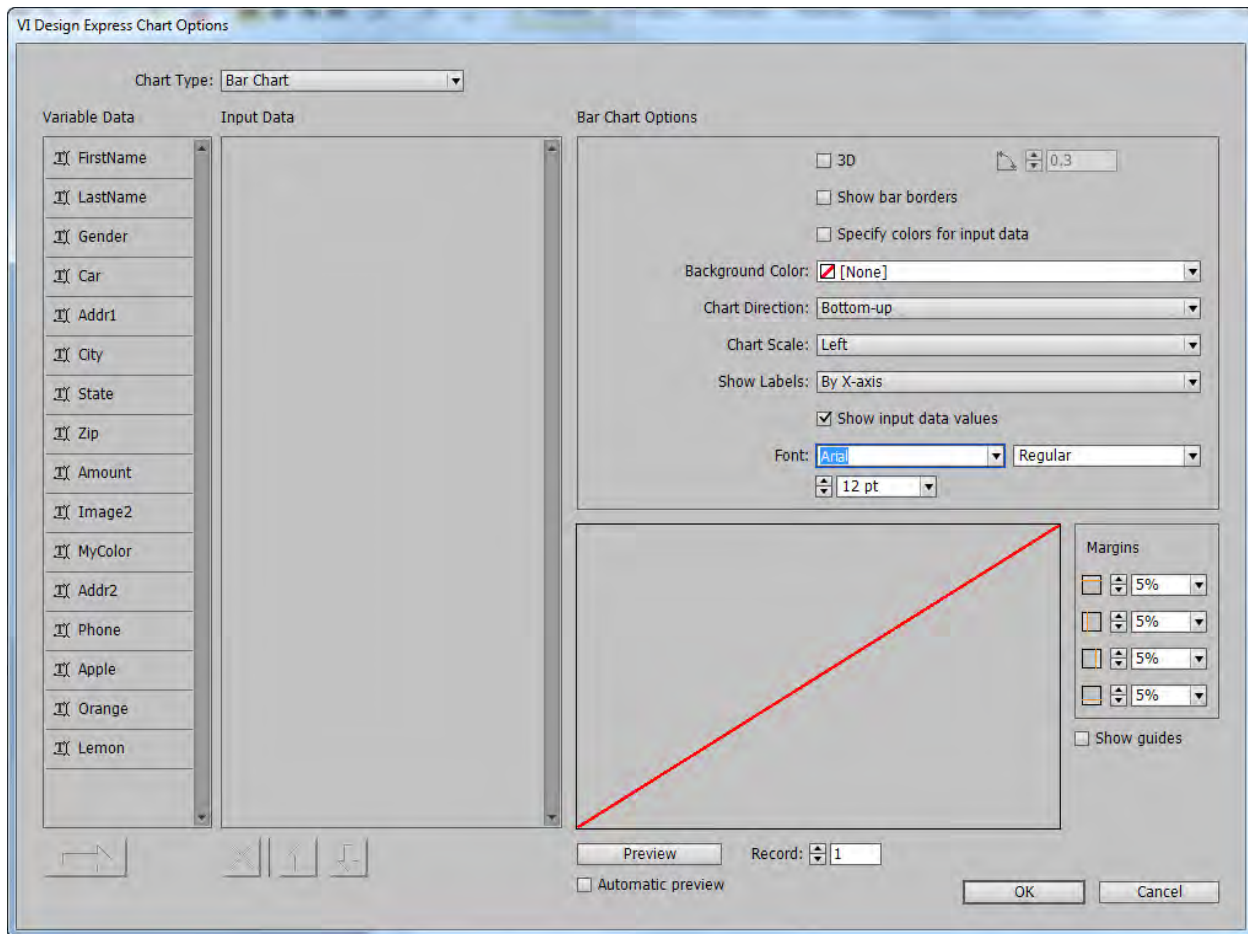 VI Design Express Chart Options
Chart Type: Bar Chart
Variable Data
Input Data
Bar Chart Options
FirstName
LastName
Gender
Car
Addr1
City
State
Zip
Amount
Image2
MyColor
Addr2
Phone
Apple
Orange
Lemon
3D
0.3
Show bar borders
Specify colors for input data
Background Color: [None]
Chart Direction: Bottom-up
Chart Scale: Left
Show Labels: By X-axis
Show input data values
Font: Arial Regular
12 pt
Margins
5%
5%
5%
5%
Show guides
Preview Record: 1
Automatic preview
OK Cancel